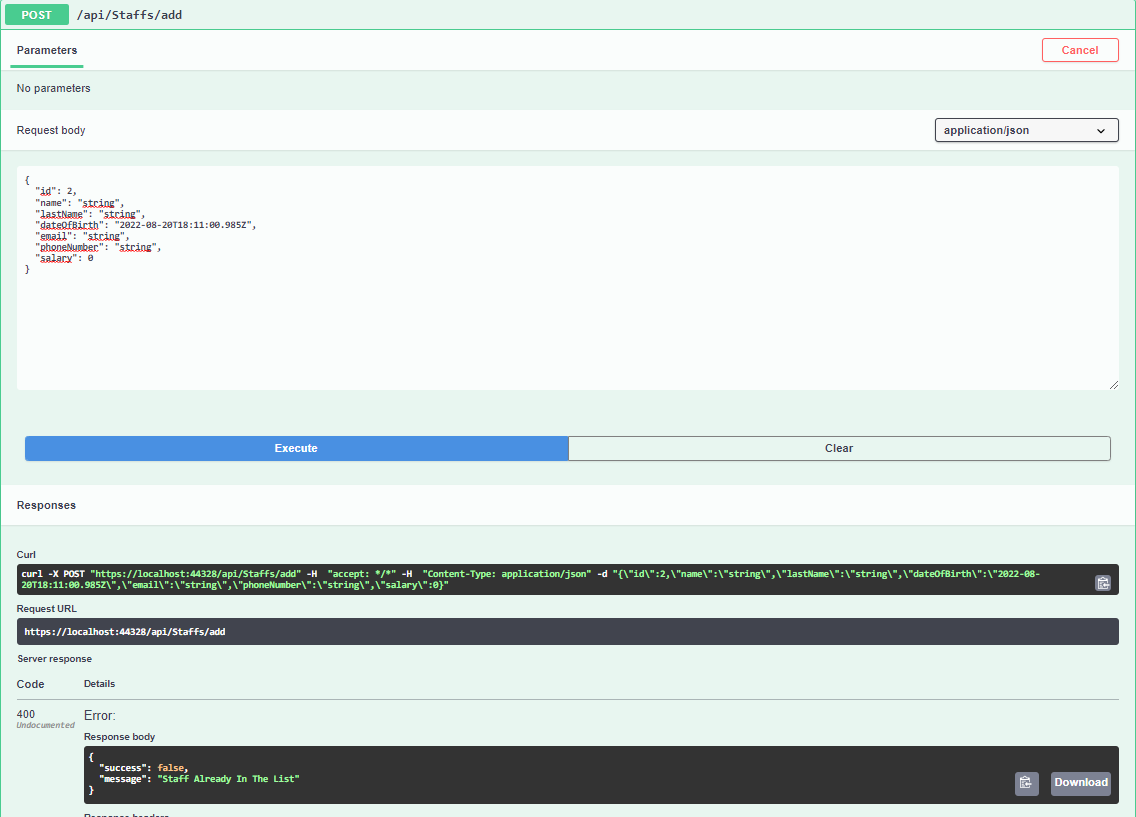 POST /api/Staffs/add
Parameters
Cancel
No parameters
Request body
application/json
{
"id": 2,
"name": "string",
"lastName": "string",
"dateOfBirth": "2022-08-20T18:11:00.985Z",
"email": "string",
"phoneNumber": "string",
"salary": 0
}
Execute
Clear
Responses
Curl
curl -X POST "https://localhost:44328/api/Staffs/add" -H  "accept: */*" -H  "Content-Type: application/json" -d "{\"id\":2,\"name\":\"string\",\"lastName\":\"string\",\"dateOfBirth\":\"2022-08-
20T18:11:00.985Z\",\"email\":\"string\",\"phoneNumber\":\"string\",\"salary\":0}"
Request URL
https://localhost:44328/api/Staffs/add
Server response
Code Details
400 Error:
Undocumented
Response body
{
"success": false,
"message": "Staff Already In The List"
}
Download
Response headers